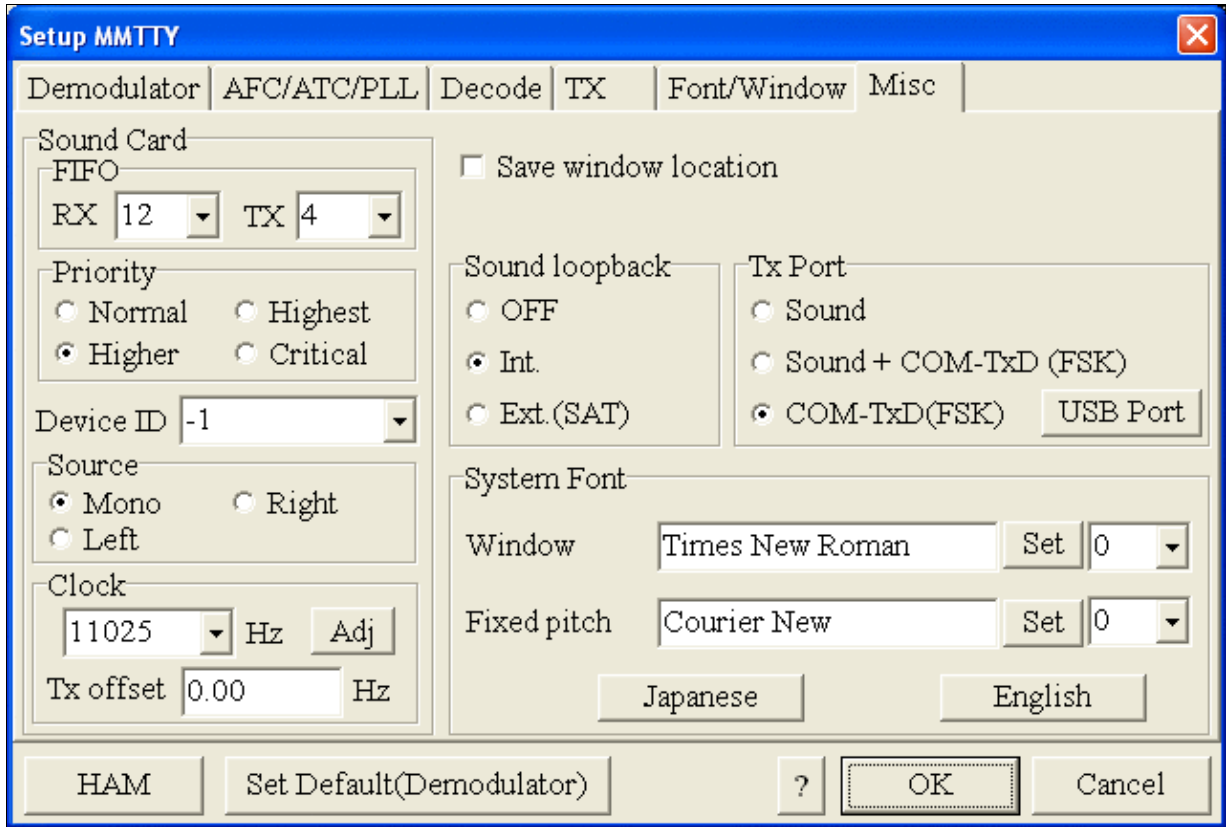 Setup MMTTY
Demodulator AFC/ATC/PLL Decode TX Font/Window Misc
Sound Card
FIFO
RX 12 TX 4
Priority
Normal Highest
Higher Critical
Device ID -1
Source
Mono Right
Left
Clock
11025 Hz Adj
Tx offset 0.00 Hz
Save window location
Sound loopback
OFF
Int.
Ext.(SAT)
Tx Port
Sound
Sound + COM-TxD (FSK)
COM-TxD(FSK) USB Port
System Font
Window Times New Roman Set 0
Fixed pitch Courier New Set 0
Japanese English
HAM Set Default(Demodulator) ? OK Cancel